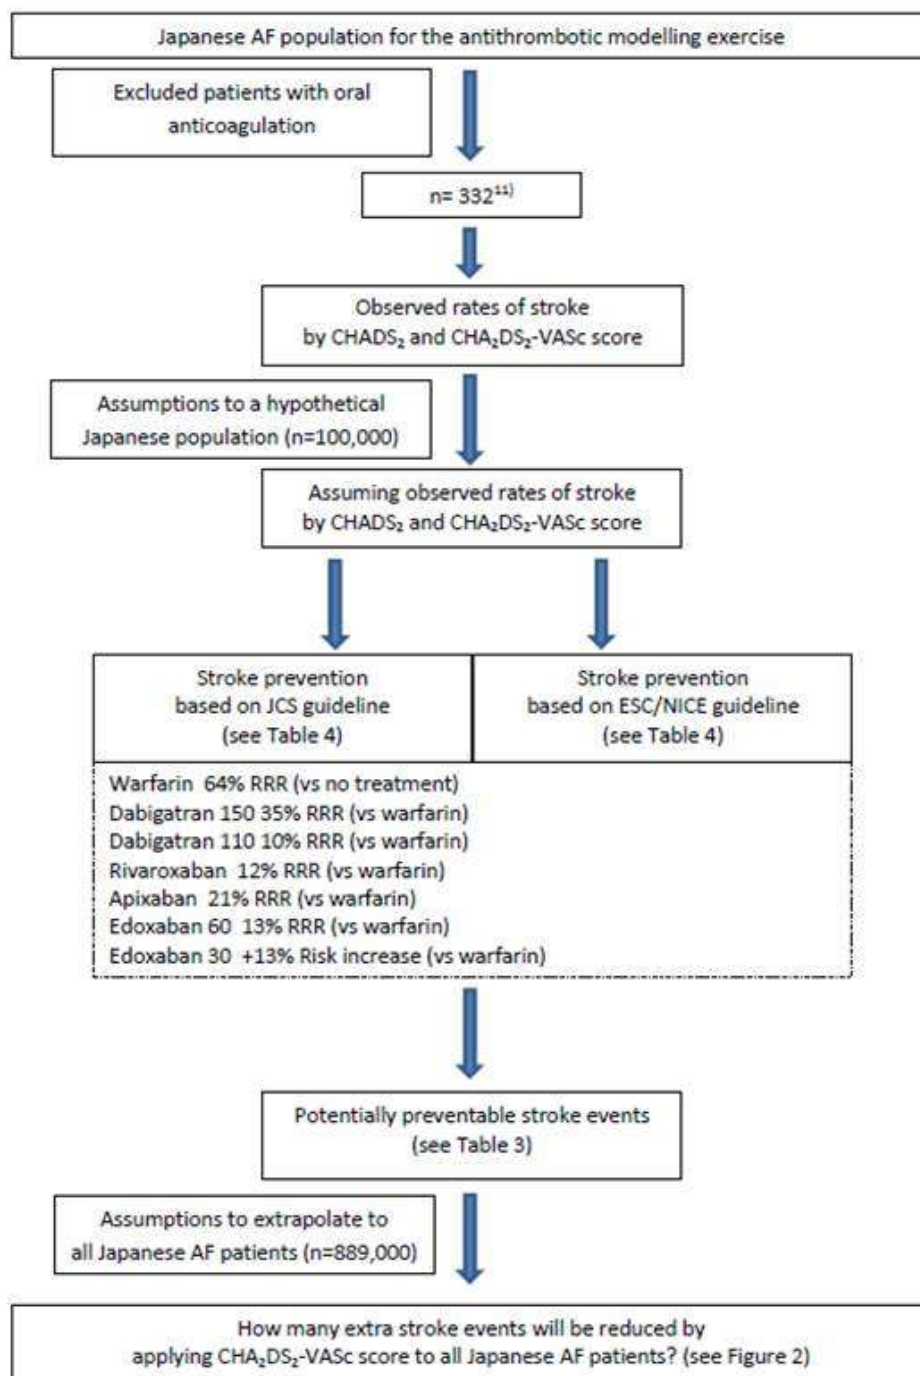 Japanese AF population for the antithrombotic modelling exercise
Excluded patients with oral
anticoagulation
n= 332¹¹⁾
Observed rates of stroke
by CHADS₂ and CHA₂DS₂-VASc score
Assumptions to a hypothetical
Japanese population (n=100,000)
Assuming observed rates of stroke
by CHADS₂ and CHA₂DS₂-VASc score
Stroke prevention
based on JCS guideline
(see Table 4)
Stroke prevention
based on ESC/NICE guideline
(see Table 4)
Warfarin 64% RRR (vs no treatment)
Dabigatran 150 35% RRR (vs warfarin)
Dabigatran 110 10% RRR (vs warfarin)
Rivaroxaban 12% RRR (vs warfarin)
Apixaban 21% RRR (vs warfarin)
Edoxaban 60 13% RRR (vs warfarin)
Edoxaban 30 +13% Risk increase (vs warfarin)
Potentially preventable stroke events
(see Table 3)
Assumptions to extrapolate to
all Japanese AF patients (n=889,000)
How many extra stroke events will be reduced by
applying CHA₂DS₂-VASc score to all Japanese AF patients? (see Figure 2)